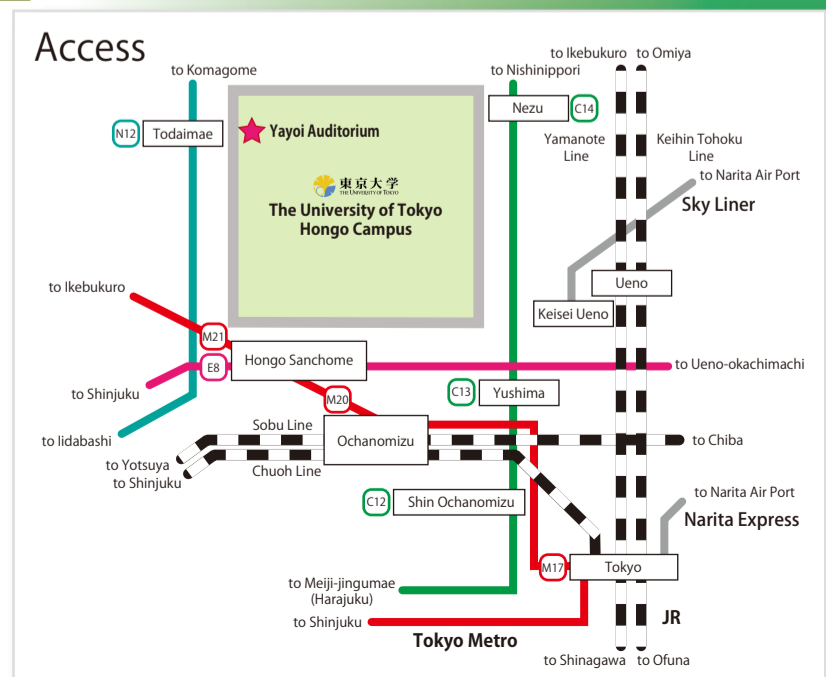 Access
to Ikebukuro
to Omiya
to Komagome
to Nishinippori
N12
Todaimae
Yayoi Auditorium
Nezu
C14
Yamanote
Line
Keihin Tohoku
Line
東京大学
THE UNIVERSITY OF TOKYO
The University of Tokyo
Hongo Campus
to Narita Air Port
Sky Liner
Ueno
Keisei Ueno
to Ikebukuro
M21
E8
Hongo Sanchome
to Ueno-okachimachi
to Shinjuku
M20
C13
Yushima
to Iidabashi
Sobu Line
Ochanomizu
to Chiba
to Yotsuya
to Shinjuku
Chuoh Line
C12
Shin Ochanomizu
to Narita Air Port
Narita Express
M17
Tokyo
to Meiji-jingumae
(Harajuku)
to Shinjuku
Tokyo Metro
JR
to Shinagawa
to Ofuna